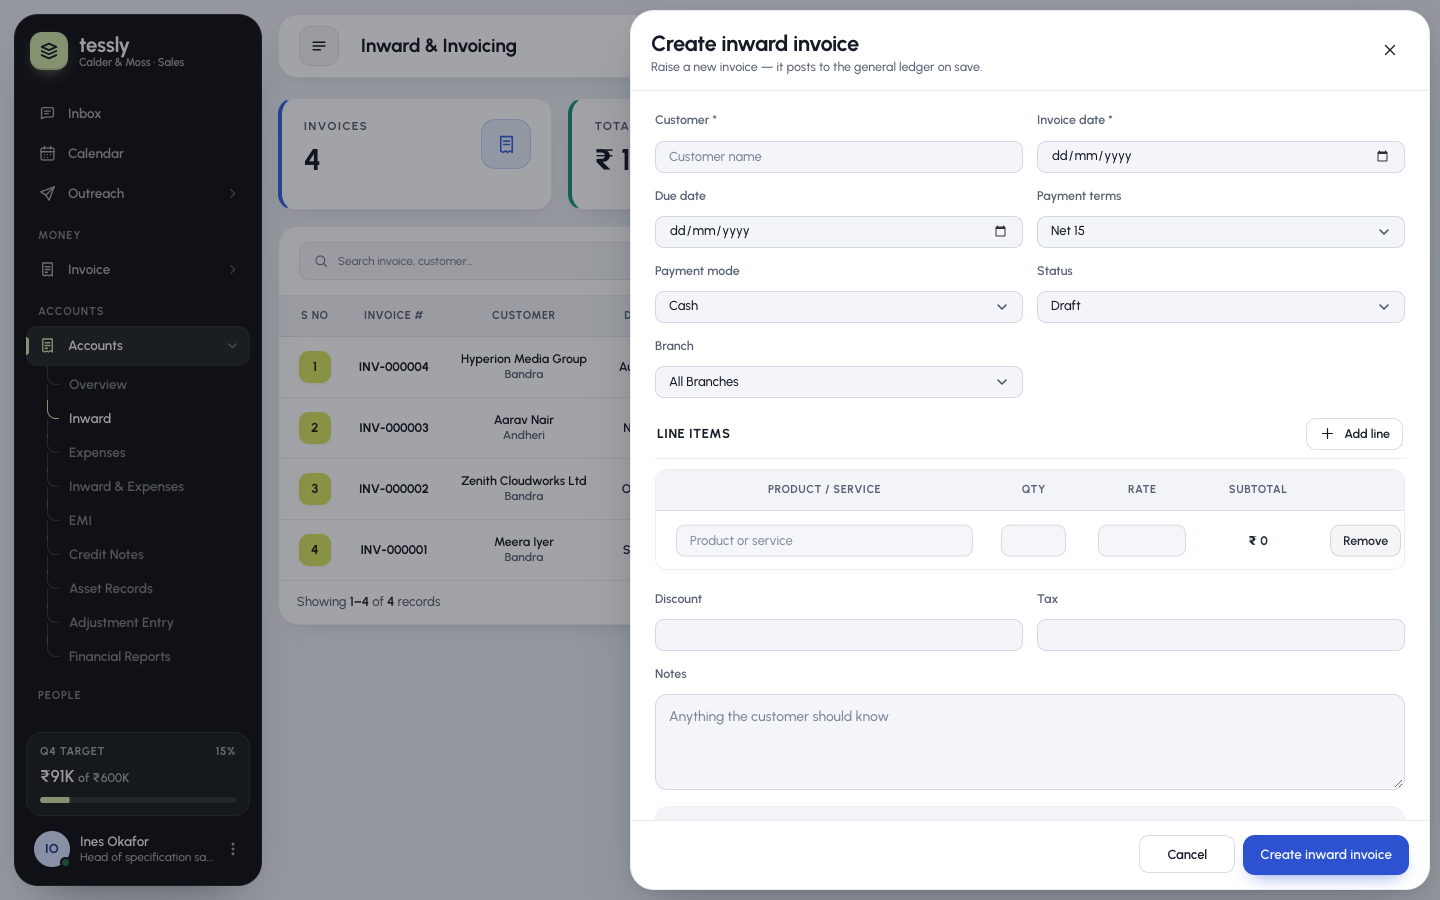 tessly
Calder & Moss · Sales
Inbox
Calendar
Outreach
MONEY
Invoice
ACCOUNTS
Accounts
Overview
Inward
Expenses
Inward & Expenses
EMI
Credit Notes
Asset Records
Adjustment Entry
Financial Reports
PEOPLE
Q4 TARGET 15%
₹91K of ₹600K
IO
Ines Okafor
Head of specification sa...
Inward & Invoicing
INVOICES
4
TOTA
₹ 1
Search invoice, customer...
S NO INVOICE # CUSTOMER D
1 INV-000004 Hyperion Media Group Au
Bandra
2 INV-000003 Aarav Nair N
Andheri
3 INV-000002 Zenith Cloudworks Ltd O
Bandra
4 INV-000001 Meera Iyer S
Bandra
Showing 1–4 of 4 records
Create inward invoice
Raise a new invoice — it posts to the general ledger on save.
Customer * Invoice date *
Customer name dd/mm/yyyy
Due date Payment terms
dd/mm/yyyy Net 15
Payment mode Status
Cash Draft
Branch
All Branches
LINE ITEMS Add line
PRODUCT / SERVICE QTY RATE SUBTOTAL
Product or service ₹ 0 Remove
Discount Tax
Notes
Anything the customer should know
Cancel Create inward invoice